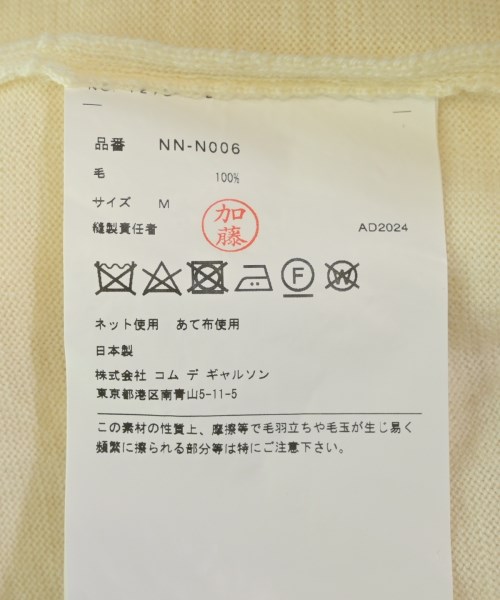 品番 NN-N006
毛 100%
サイズ M
縫製責任者
加藤
AD2024
F
W
ネット使用 あて布使用
日本製
株式会社 コム デ ギャルソン
東京都港区南青山5-11-5
この素材の性質上、摩擦等で毛羽立ちや毛玉が生じ易く
頻繁に擦られる部分等は特にご注意下さい。